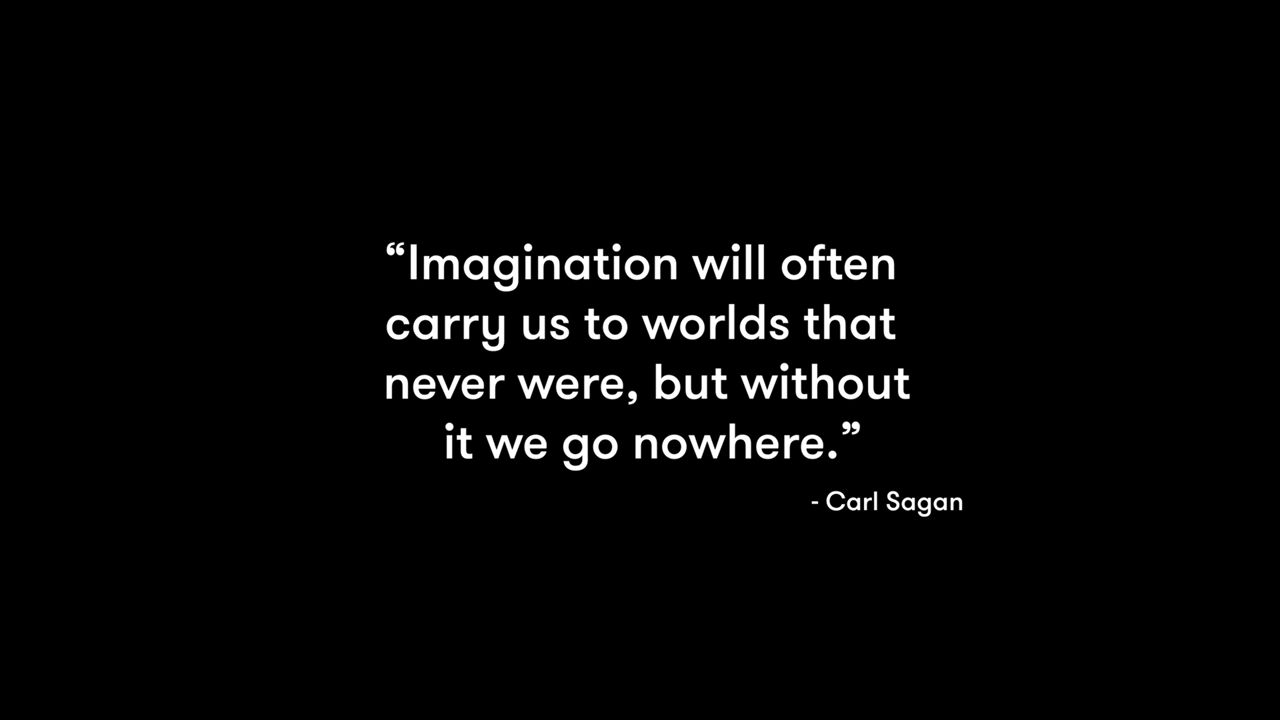 “Imagination will often
carry us to worlds that
never were, but without
it we go nowhere.”
- Carl Sagan